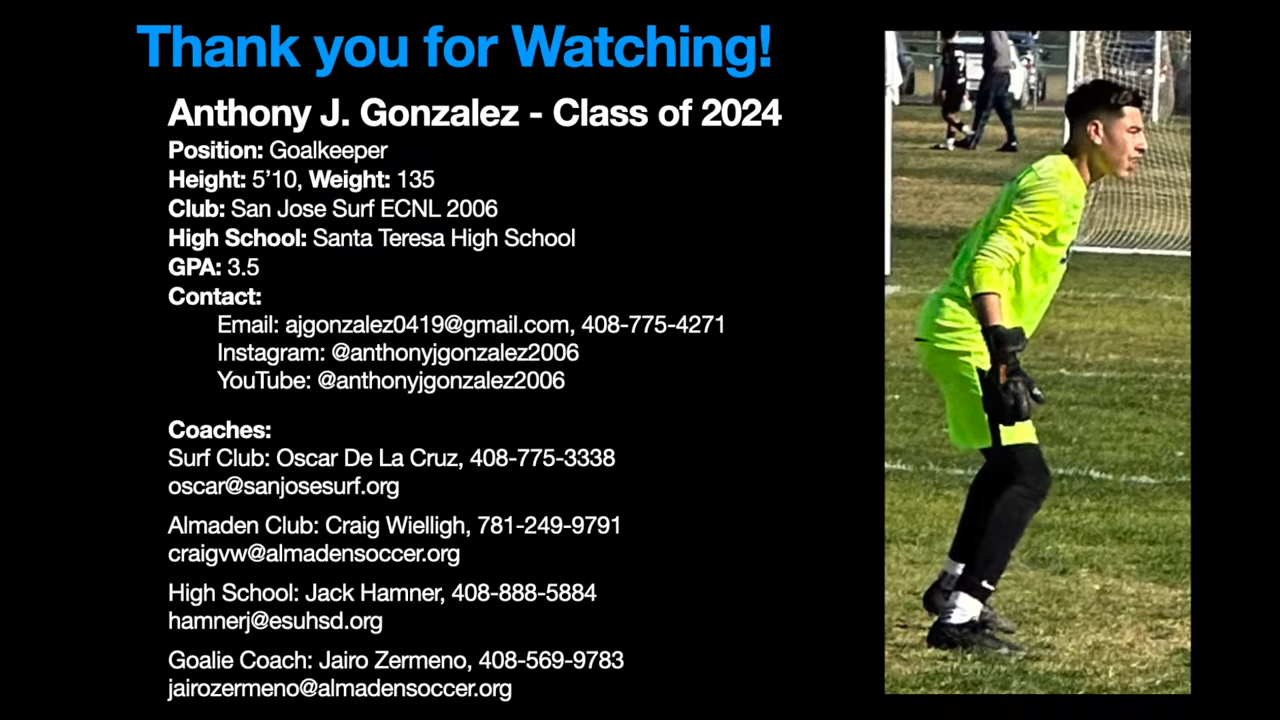 Thank you for Watching!
Anthony J. Gonzalez - Class of 2024
Position: Goalkeeper
Height: 5’10, Weight: 135
Club: San Jose Surf ECNL 2006
High School: Santa Teresa High School
GPA: 3.5
Contact:
Email: ajgonzalez0419@gmail.com, 408-775-4271
Instagram: @anthonyjgonzalez2006
YouTube: @anthonyjgonzalez2006
Coaches:
Surf Club: Oscar De La Cruz, 408-775-3338
oscar@sanjosesurf.org
Almaden Club: Craig Wielligh, 781-249-9791
craigvw@almadensoccer.org
High School: Jack Hamner, 408-888-5884
hamnerj@esuhsd.org
Goalie Coach: Jairo Zermeno, 408-569-9783
jairozermeno@almadensoccer.org